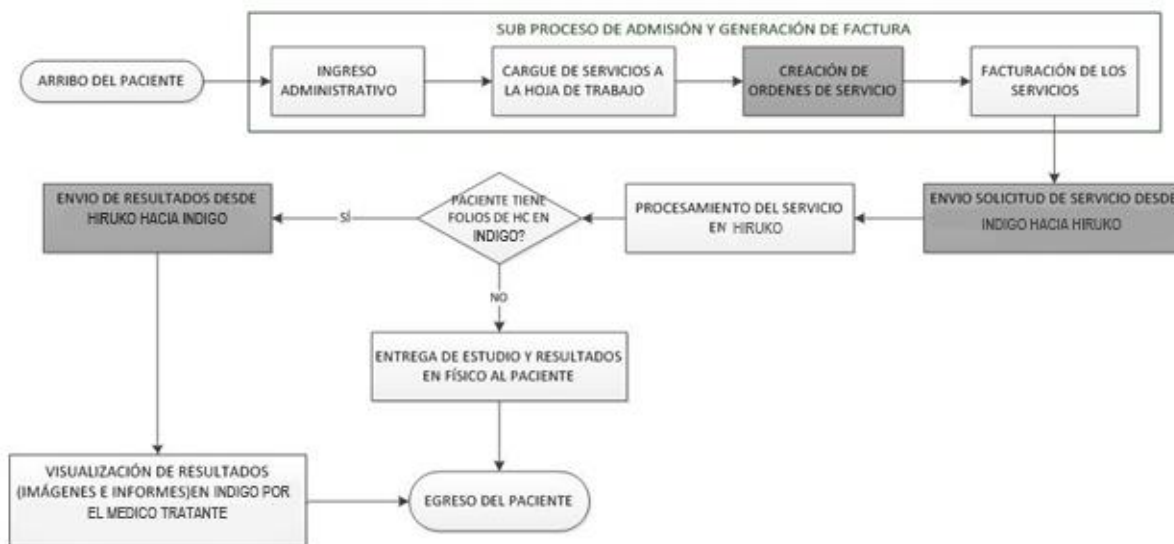 SUB PROCESO DE ADMISIÓN Y GENERACIÓN DE FACTURA
ARRIBO DEL PACIENTE
INGRESO
ADMINISTRATIVO
CARGUE DE SERVICIOS A
LA HOJA DE TRABAJO
CREACIÓN DE
ORDENES DE SERVICIO
FACTURACIÓN DE LOS
SERVICIOS
ENVIO SOLICITUD DE SERVICIO DESDE
INDIGO HACIA HIRUKO
PROCESAMIENTO DEL SERVICIO
EN HIRUKO
PACIENTE TIENE
FOLIOS DE HC EN
INDIGO?
SÍ
ENVIO DE RESULTADOS DESDE
HIRUKO HACIA INDIGO
NO
ENTREGA DE ESTUDIO Y RESULTADOS
EN FÍSICO AL PACIENTE
VISUALIZACIÓN DE RESULTADOS
(IMÁGENES E INFORMES)EN INDIGO POR
EL MEDICO TRATANTE
EGRESO DEL PACIENTE